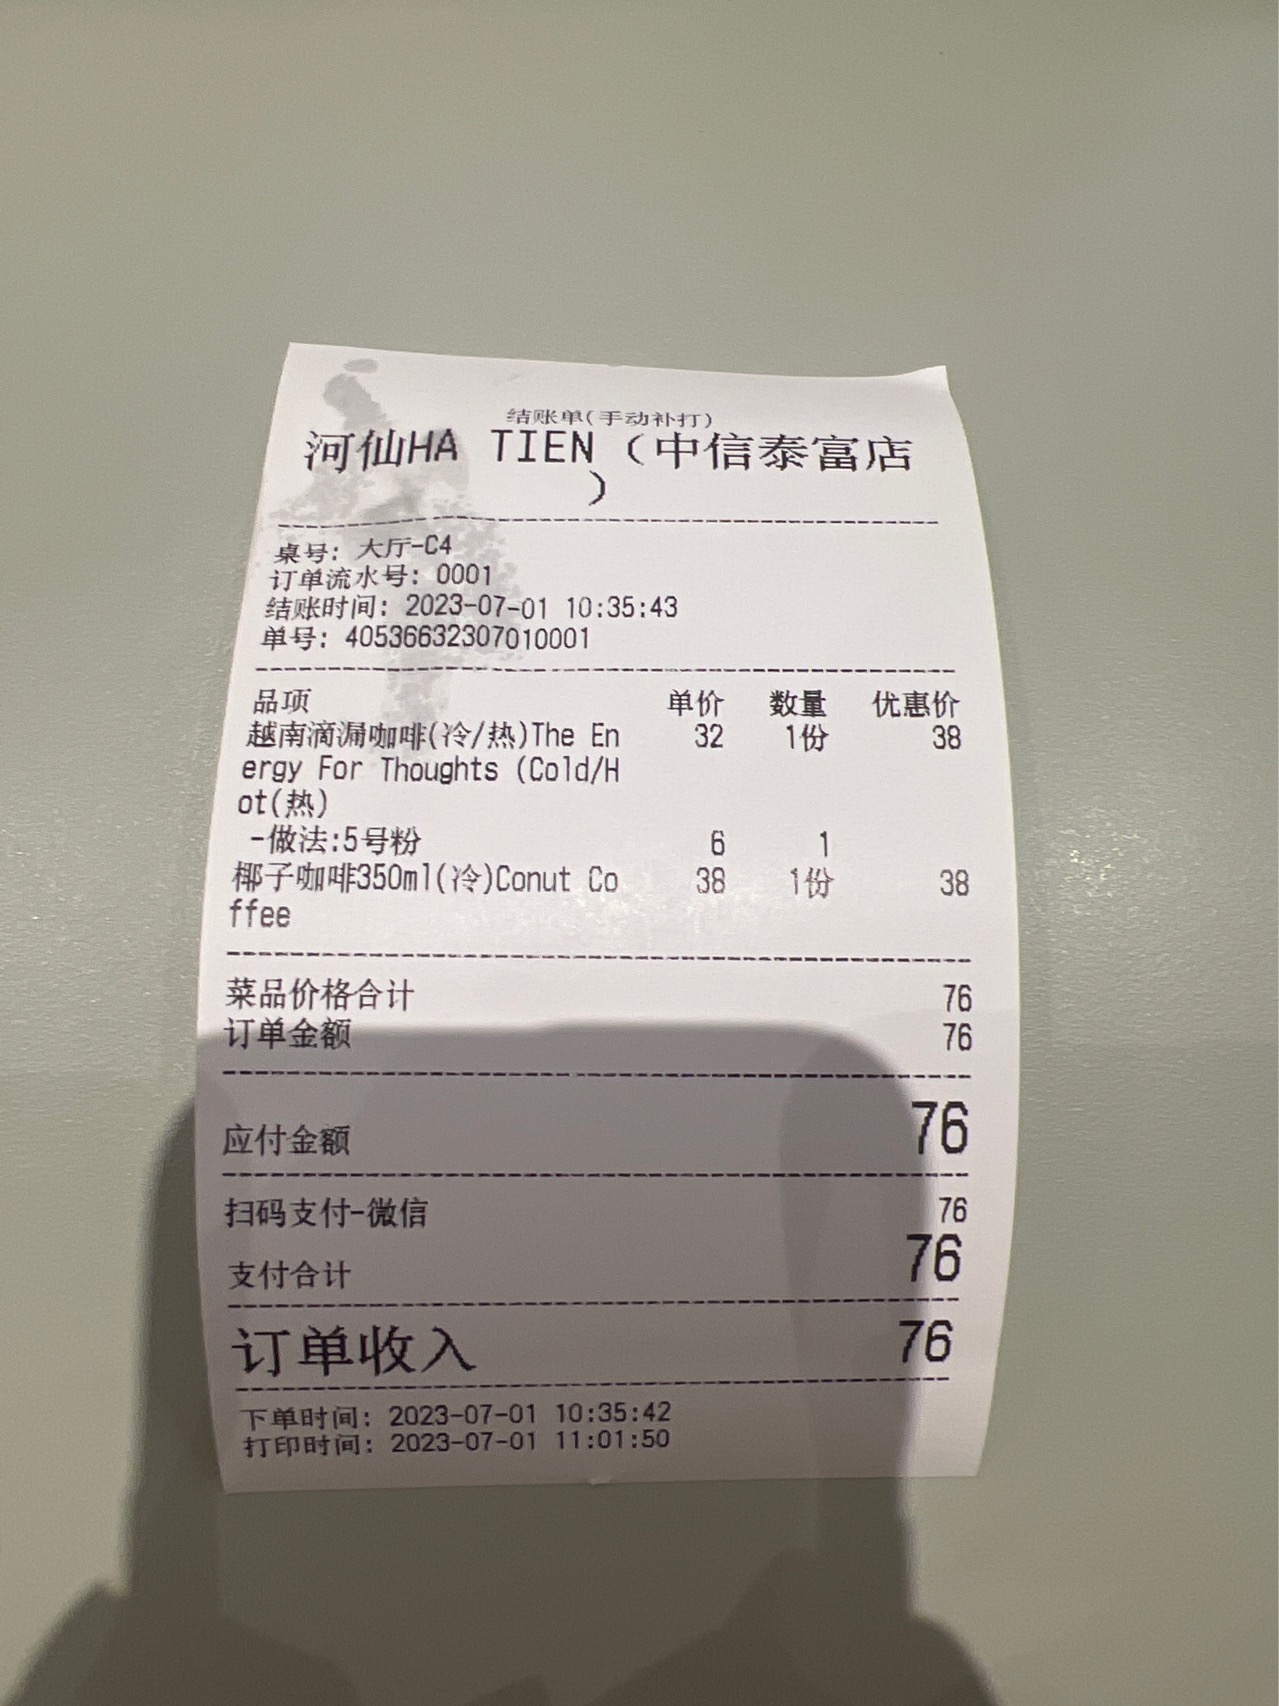 结账单(手动补打)
河仙HA TIEN（中信泰富店
）
桌号: 大厅-C4
订单流水号: 0001
结账时间: 2023-07-01 10:35:43
单号: 40536632307010001
品项 单价 数量 优惠价
越南滴漏咖啡(冷/热)The En 32 1份 38
ergy For Thoughts (Cold/H
ot(热)
-做法:5号粉 6 1
椰子咖啡350ml(冷)Conut Co 38 1份 38
ffee
菜品价格合计 76
订单金额 76
应付金额 76
扫码支付-微信 76
支付合计 76
订单收入 76
下单时间: 2023-07-01 10:35:42
打印时间: 2023-07-01 11:01:50